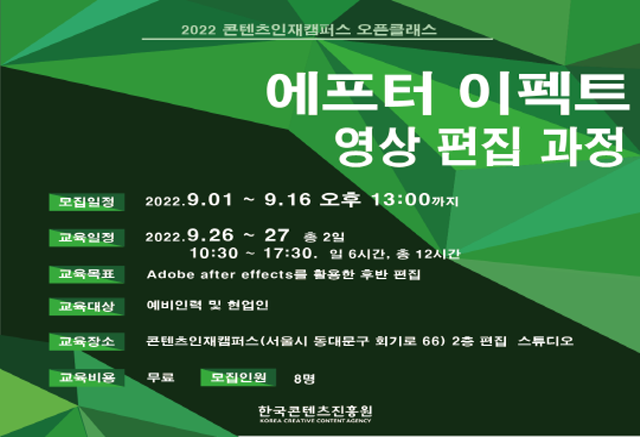 2022 콘텐츠인재캠퍼스 오픈클래스
에프터 이펙트
영상 편집 과정
모집일정 2022.9.01 ~ 9.16 오후 13:00까지
교육일정 2022.9.26 ~ 27 총 2일
10:30 ~ 17:30. 일 6시간, 총 12시간
교육목표 Adobe after effects를 활용한 후반 편집
교육대상 예비인력 및 현업인
교육장소 콘텐츠인재캠퍼스(서울시 동대문구 회기로 66) 2층 편집 스튜디오
교육비용 무료 모집인원 8명
한국콘텐츠진흥원
KOREA CREATIVE CONTENT AGENCY